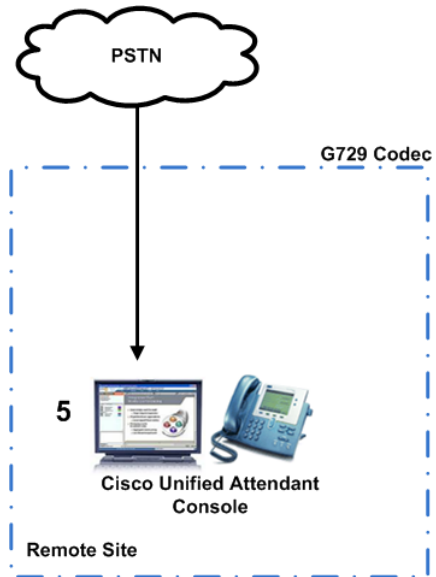 PSTN
G729 Codec
5
Cisco Unified Attendant
Console
Remote Site